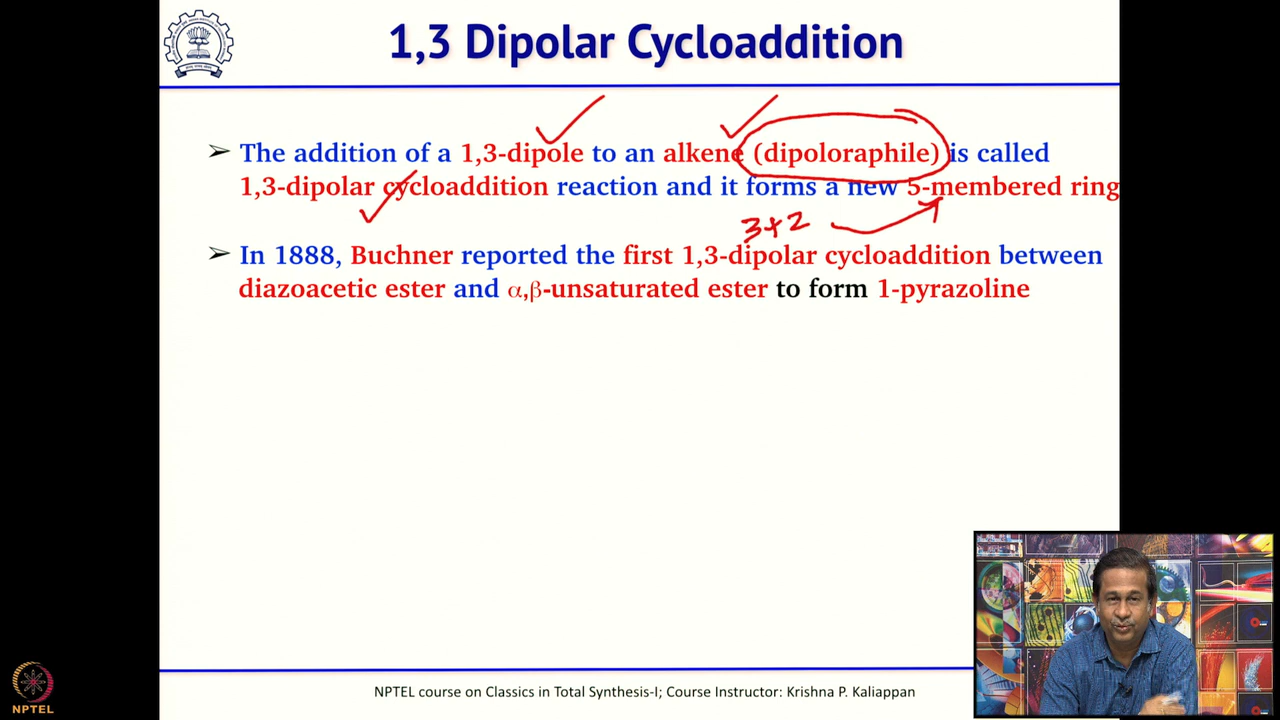 1,3 Dipolar Cycloaddition
➢ The addition of a 1,3-dipole to an alkene (dipoloraphile) is called
1,3-dipolar cycloaddition reaction and it forms a new 5-membered ring
3+2
➢ In 1888, Buchner reported the first 1,3-dipolar cycloaddition between
diazoacetic ester and α,β-unsaturated ester to form 1-pyrazoline
NPTEL course on Classics in Total Synthesis-I; Course Instructor: Krishna P. Kaliappan
NPTEL